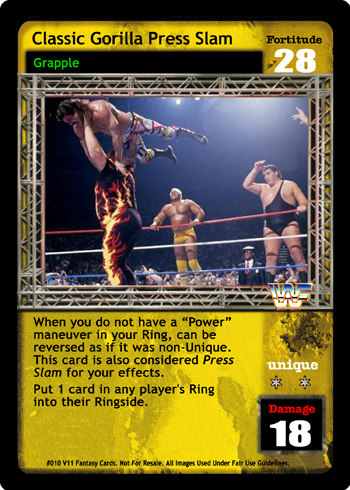 Classic Gorilla Press Slam
Fortitude
28
Grapple
WF
When you do not have a “Power”
maneuver in your Ring, can be
reversed as if it was non-Unique.
This card is also considered Press
Slam for your effects.
Put 1 card in any player's Ring
into their Ringside.
unique
Damage
18
#010 V11 Fantasy Cards. Not For Resale. All Images Used Under Fair Use Guidelines.